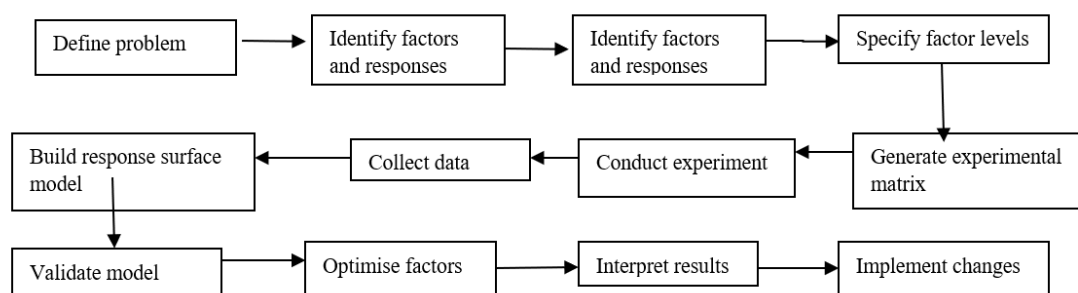 Define problem
Identify factors
and responses
Identify factors
and responses
Specify factor levels
Generate experimental
matrix
Conduct experiment
Collect data
Build response surface
model
Validate model
Optimise factors
Interpret results
Implement changes